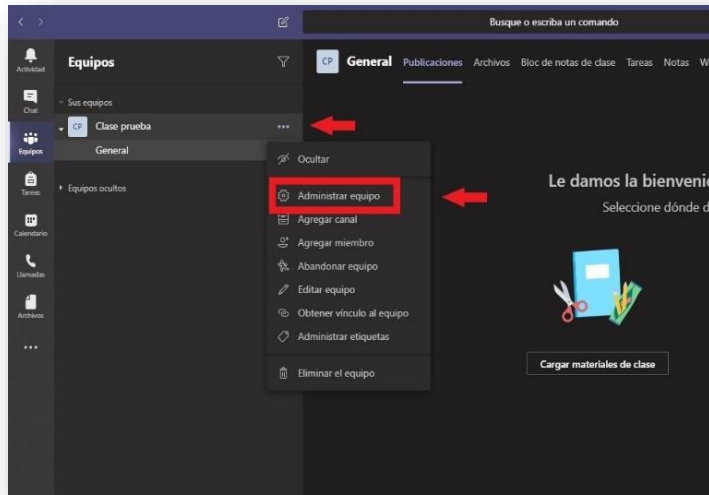 Busque o escriba un comando
Actividad
Chat
Equipos
Tareas
Calendario
Llamadas
Archivos
Equipos
Sus equipos
CP Clase prueba
General
Equipos ocultos
Ocultar
Administrar equipo
Agregar canal
Agregar miembro
Abandonar equipo
Editar equipo
Obtener vínculo al equipo
Administrar etiquetas
Eliminar el equipo
CP General Publicaciones Archivos Bloc de notas de clase Tareas Notas W
Le damos la bienveni
Seleccione dónde d
Cargar materiales de clase